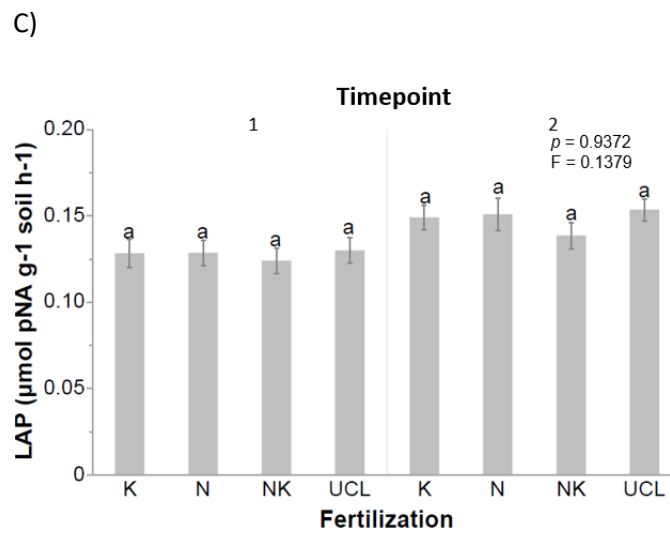 C)
Timepoint
1
2
p = 0.9372
F = 0.1379
LAP (µmol pNA g-1 soil h-1)
0.20
0.15
0.10
0.05
0
a a a a a a a a
K N NK UCL K N NK UCL
Fertilization